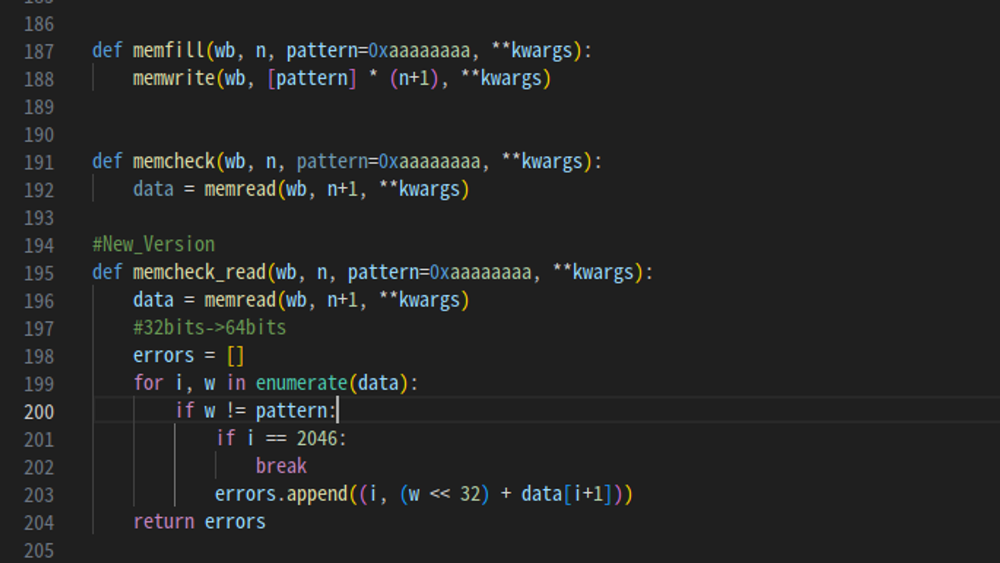 186
187 def memfill(wb, n, pattern=0xaaaaaaaa, **kwargs):
188 memwrite(wb, [pattern] * (n+1), **kwargs)
189
190
191 def memcheck(wb, n, pattern=0xaaaaaaaa, **kwargs):
192 data = memread(wb, n+1, **kwargs)
193
194 #New_Version
195 def memcheck_read(wb, n, pattern=0xaaaaaaaa, **kwargs):
196 data = memread(wb, n+1, **kwargs)
197 #32bits->64bits
198 errors = []
199 for i, w in enumerate(data):
200 if w != pattern:
201 if i == 2046:
202 break
203 errors.append((i, (w << 32) + data[i+1]))
204 return errors
205